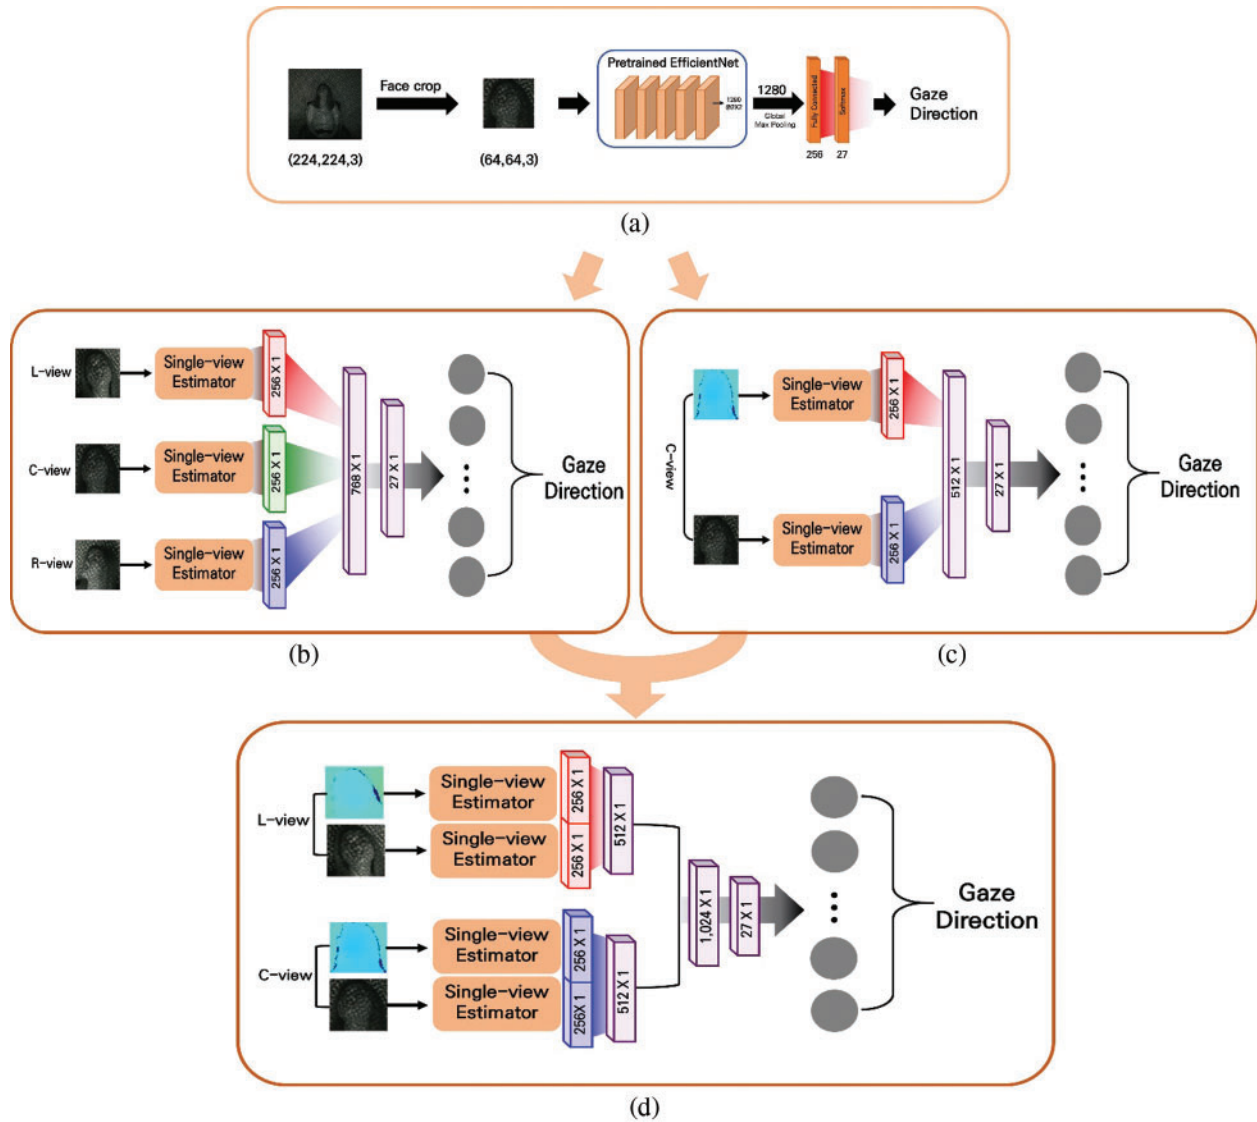 Pretrained EfficientNet
Face crop
1280
1280
Global
Max Pooling
Fully Connected
Softmax
Gaze
Direction
(224,224,3)
(64,64,3)
256
27
(a)
L-view
Single-view
Estimator
256 X 1
C-view
Single-view
Estimator
256 X 1
R-view
Single-view
Estimator
256 X 1
768 X 1
27 X 1
Gaze
Direction
(b)
C-view
Single-view
Estimator
256 X 1
Single-view
Estimator
256 X 1
512 X 1
27 X 1
Gaze
Direction
(c)
L-view
Single-view
Estimator
256 X 1
Single-view
Estimator
256 X 1
512 X 1
C-view
Single-view
Estimator
256 X 1
Single-view
Estimator
256X 1
512 X 1
1,024 X 1
27 X 1
Gaze
Direction
(d)